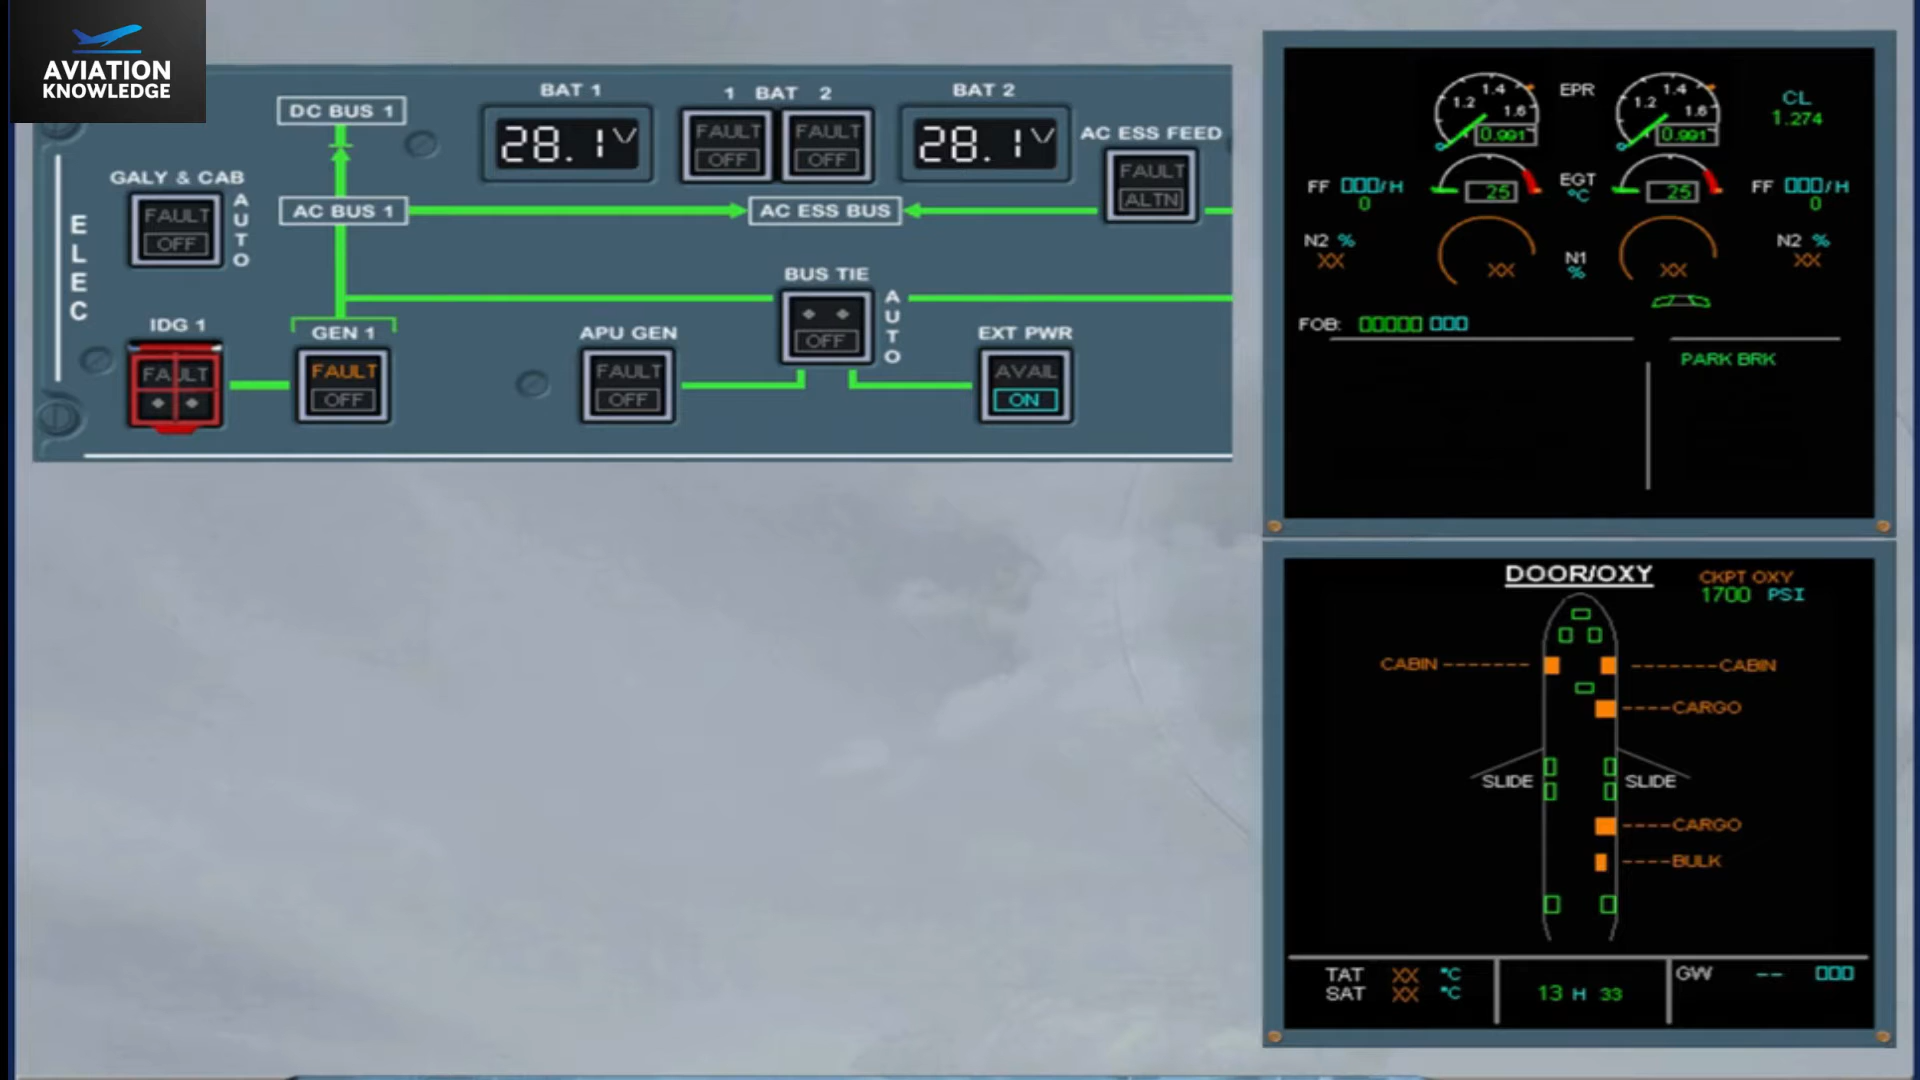 AVIATION
KNOWLEDGE
ELEC
DC BUS 1
BAT 1
28.1V
1 BAT 2
FAULT
OFF
FAULT
OFF
BAT 2
28.1V
AC ESS FEED
FAULT
ALTN
GALY & CAB
FAULT
OFF
AUTO
AC BUS 1
AC ESS BUS
BUS TIE
OFF
AUTO
IDG 1
FAULT
GEN 1
FAULT
OFF
APU GEN
FAULT
OFF
EXT PWR
AVAIL
ON
1.2 1.4 1.6
0.991
EPR
1.2 1.4 1.6
0.991
CL
1.274
FF 000/H
0
25
EGT
°C
25
FF 000/H
0
N2 %
XX
XX
N1
%
XX
N2 %
XX
FOB: 00000 000
PARK BRK
DOOR/OXY
CKPT OXY
1700 PSI
CABIN
CABIN
CARGO
SLIDE
SLIDE
CARGO
BULK
TAT XX °C
SAT XX °C
13 H 33
GW -- 000